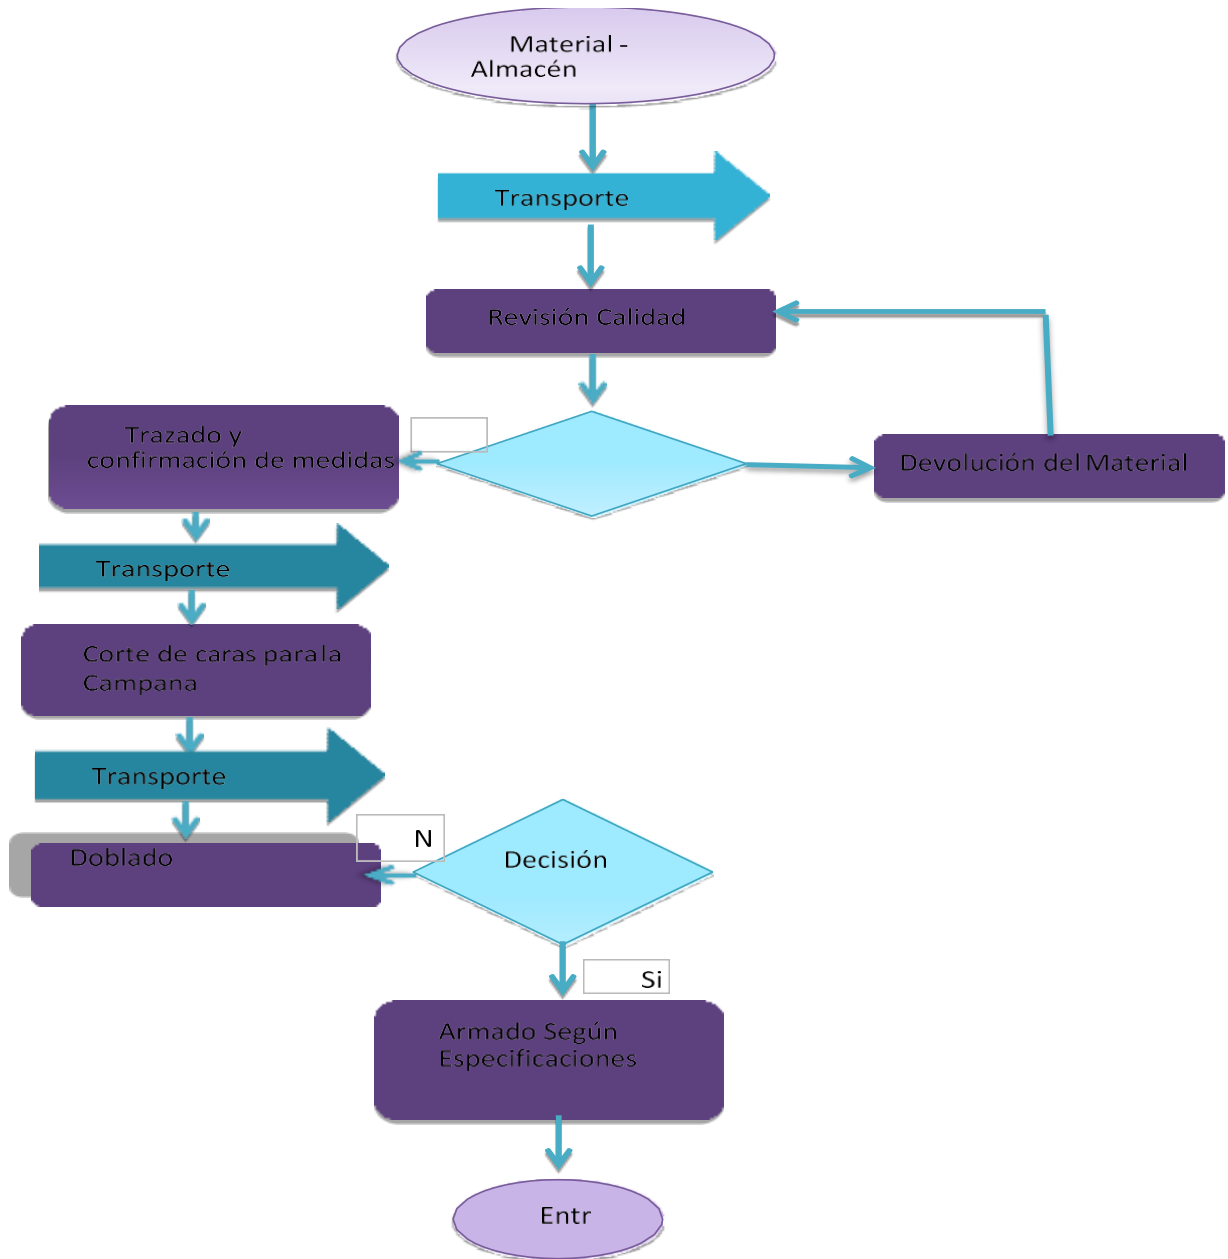 Material -
Almacén
Transporte
Revisión Calidad
Trazado y
confirmación de medidas
Devolución del Material
Transporte
Corte de caras para la
Campana
Transporte
Doblado
N
Decisión
Si
Armado Según
Especificaciones
Entr